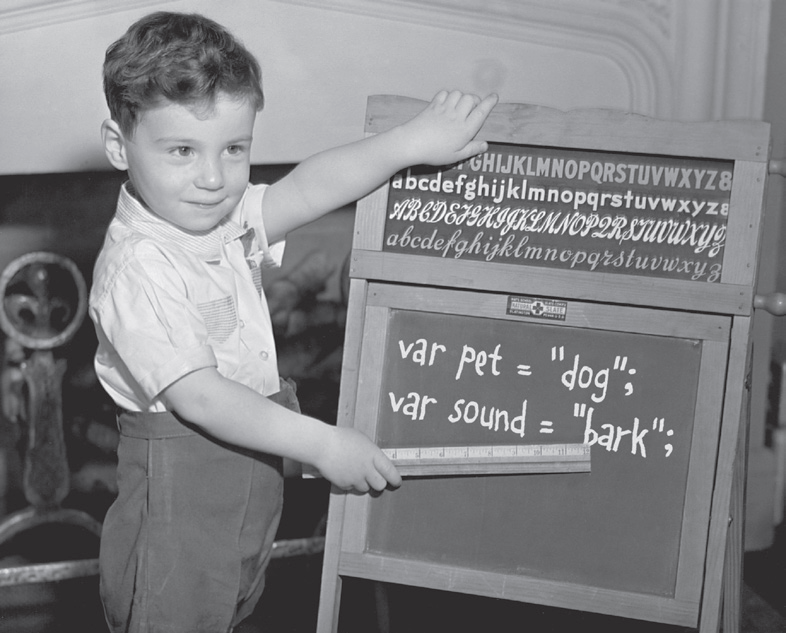 GHIJKLMNOPQRSTUVWXYZ&
abcdefghijklmnopqrstuvwxyz&
ABCDEFGHIJKLMNOPQRSTUVWXYZ
abcdefghijklmnopqrstuvwxyz
var pet = "dog";
var sound = "bark";